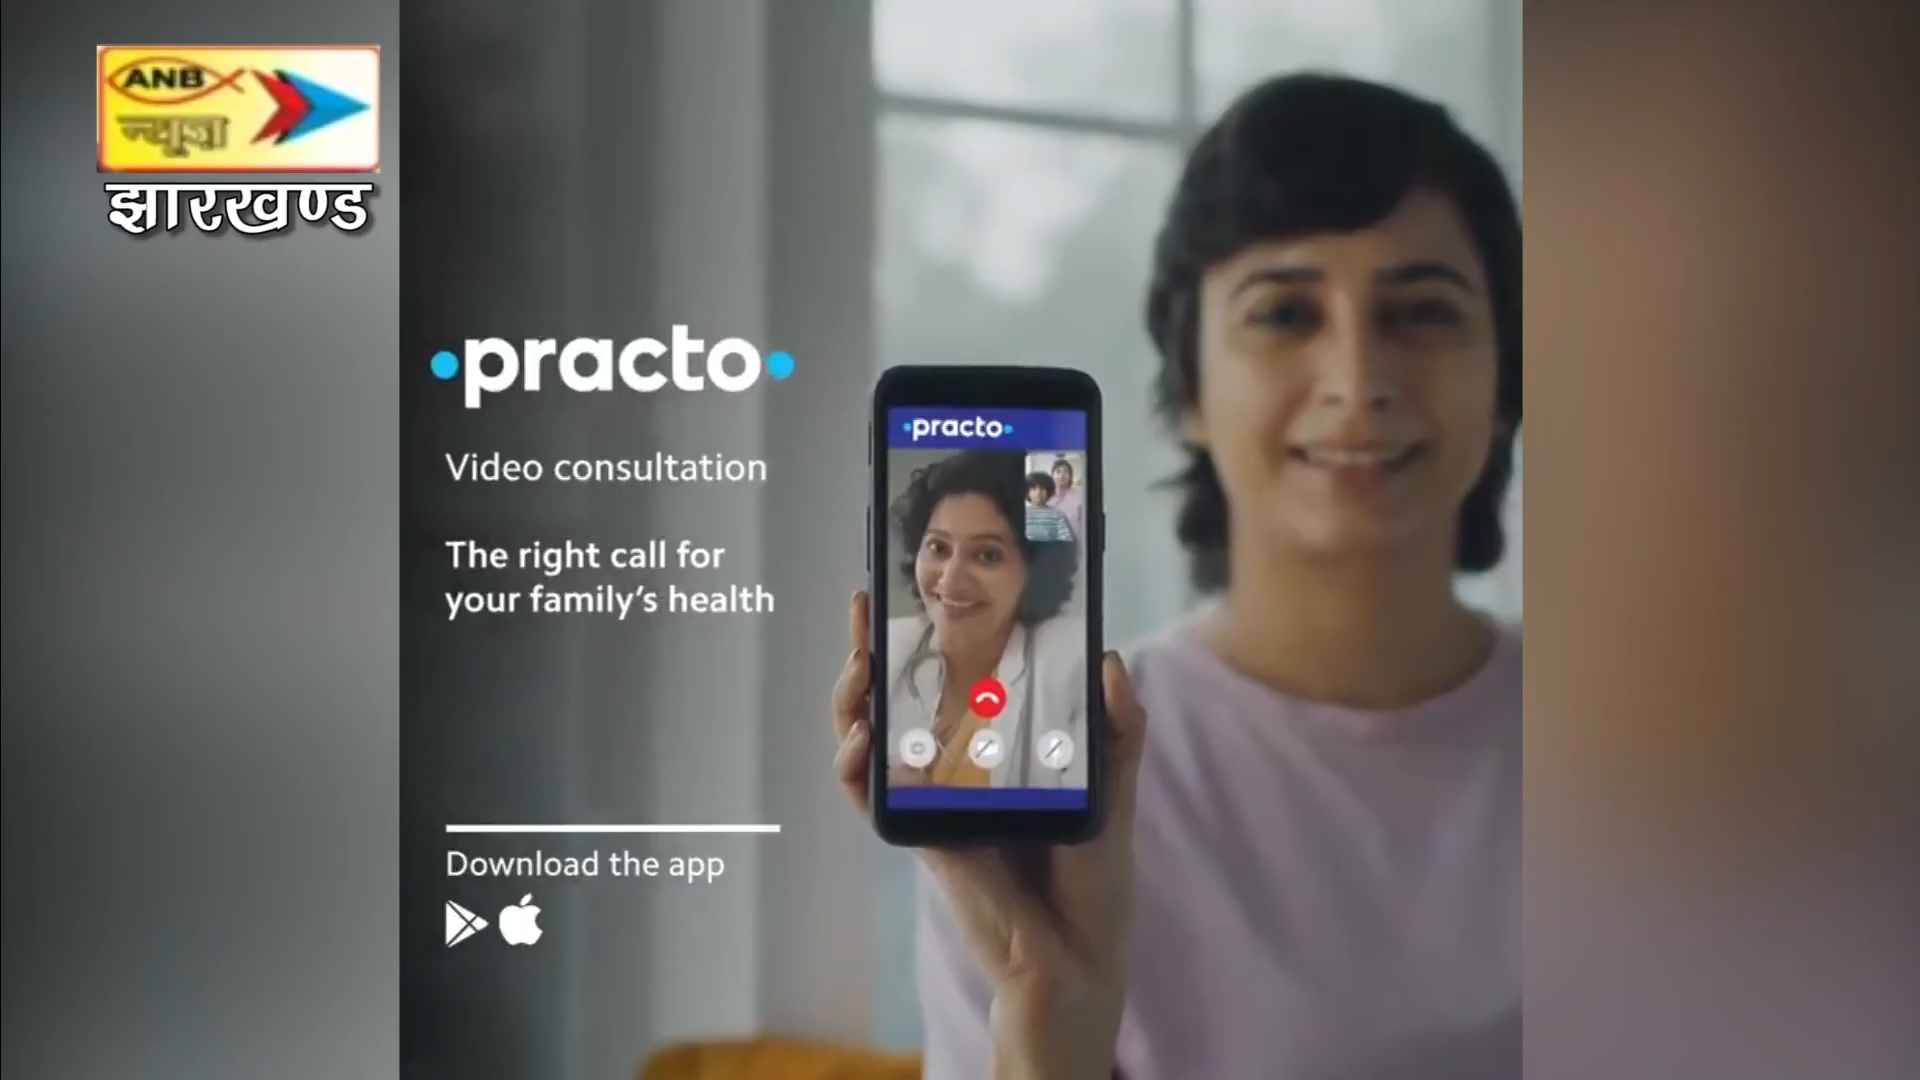 ANB
न्यूज़
झारखण्ड
practo
Video consultation
The right call for
your family's health
practo
Download the app